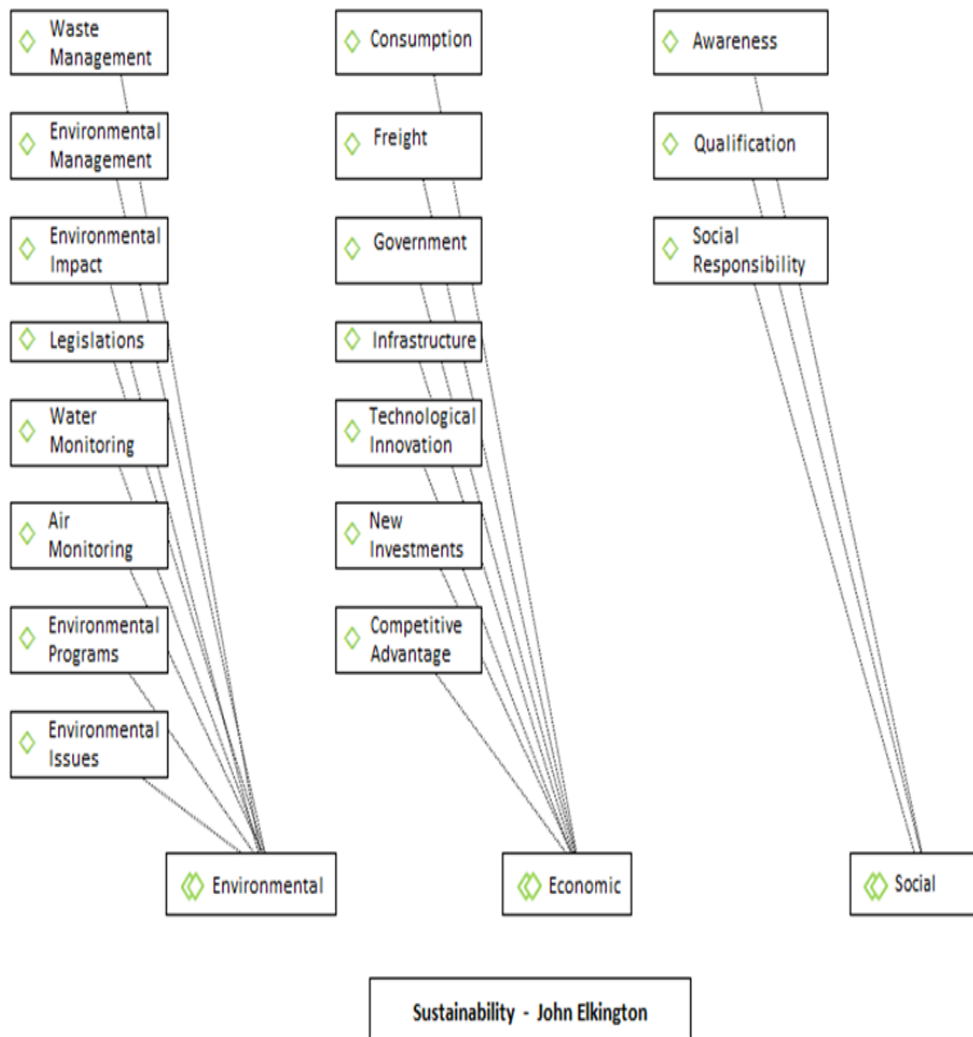 Waste
Management
Environmental
Management
Environmental
Impact
Legislations
Water
Monitoring
Air
Monitoring
Environmental
Programs
Environmental
Issues
Consumption
Freight
Government
Infrastructure
Technological
Innovation
New
Investments
Competitive
Advantage
Awareness
Qualification
Social
Responsibility
Environmental
Economic
Social
Sustainability - John Elkington